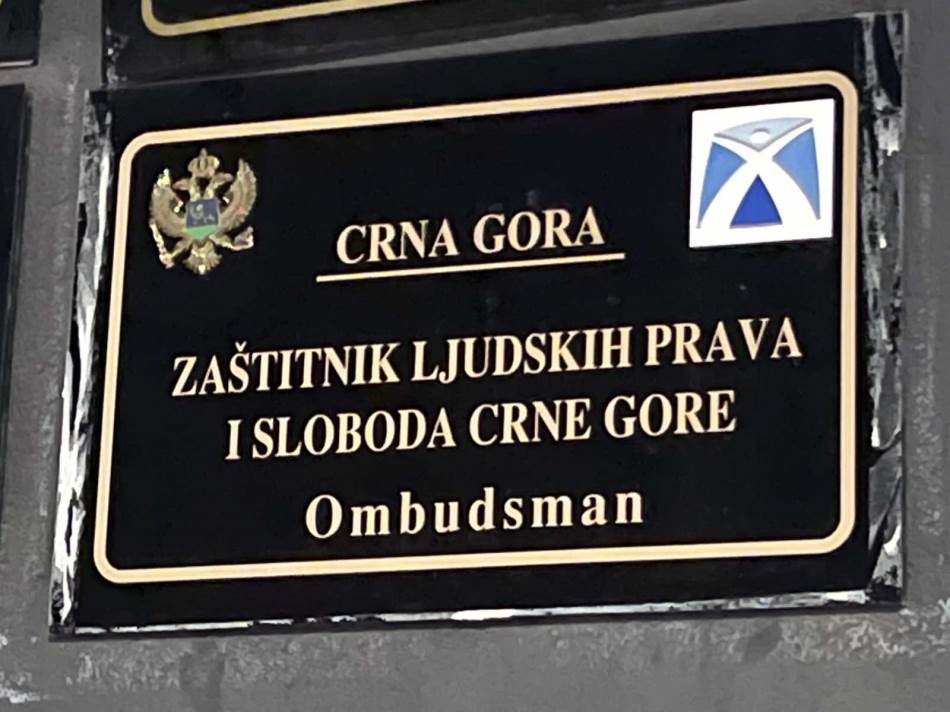 CRNA GORA
ZAŠTITNIK LJUDSKIH PRAVA
I SLOBODA CRNE GORE
Ombudsman